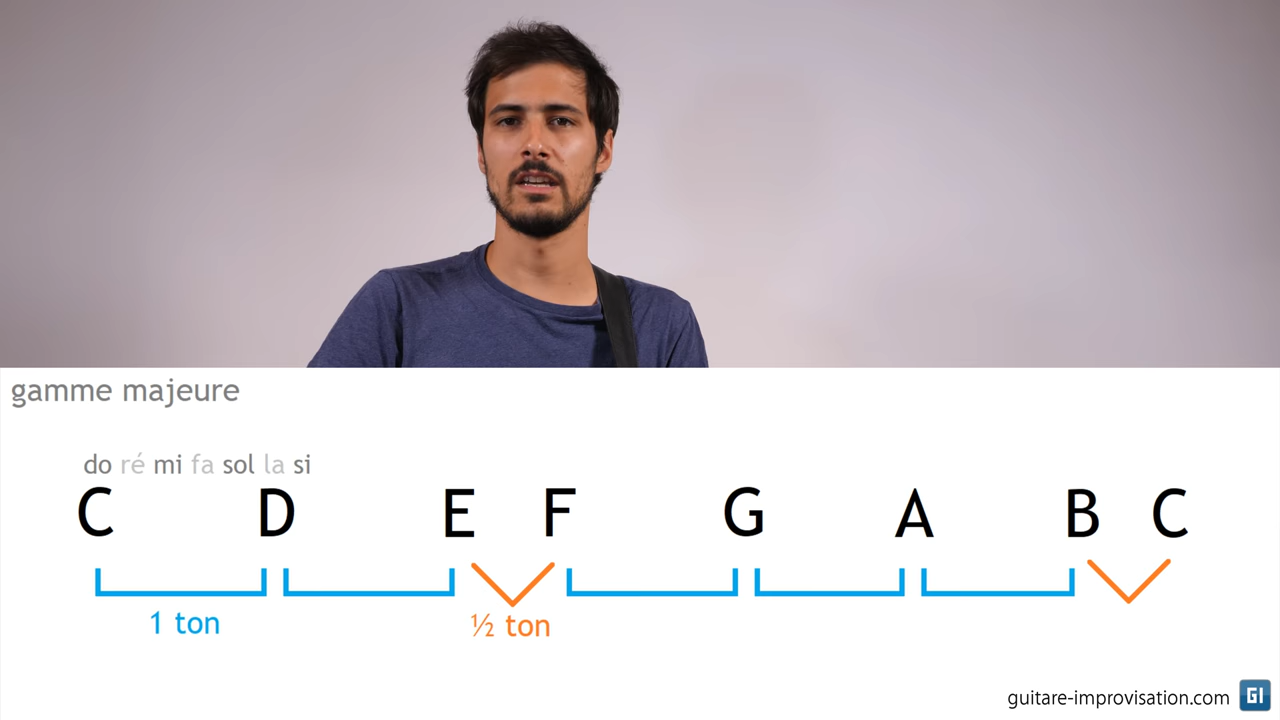 gamme majeure
do ré mi fa sol la si
C D E F G A B C
1 ton ½ ton
guitare-improvisation.com GI